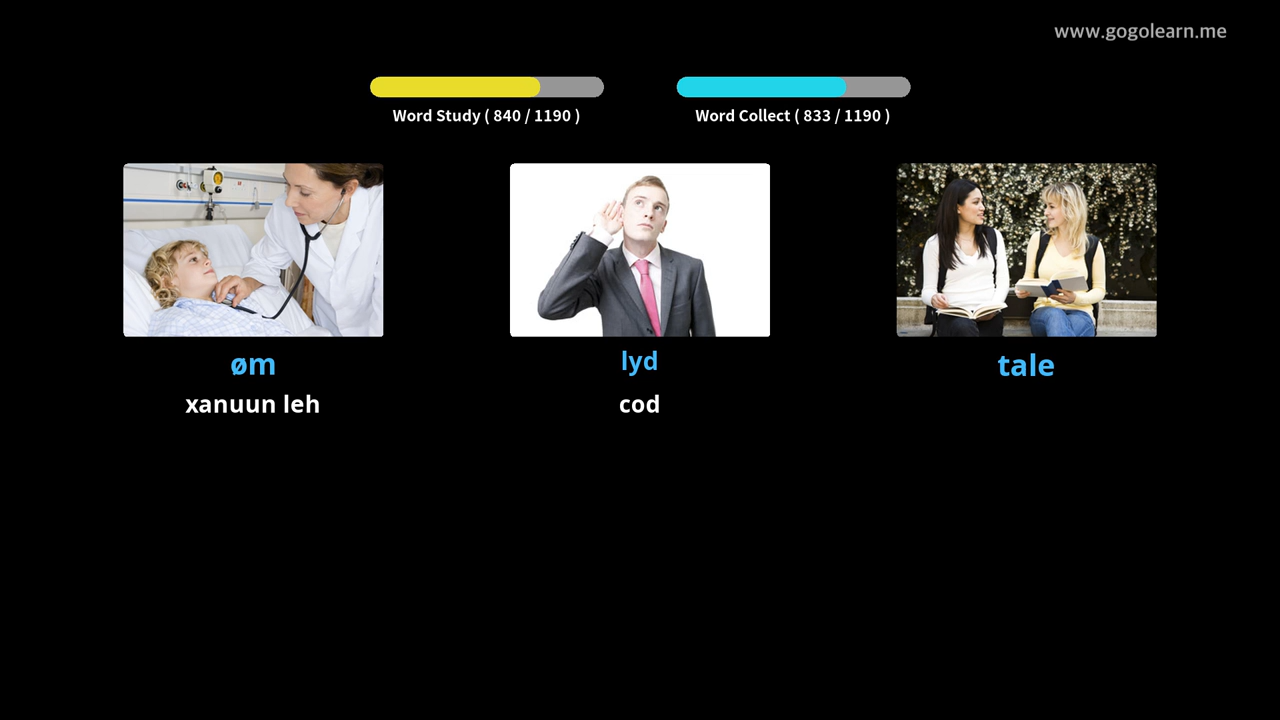 www.gogolearn.me
Word Study ( 840 / 1190 )
Word Collect ( 833 / 1190 )
øm
lyd
tale
xanuun leh
cod